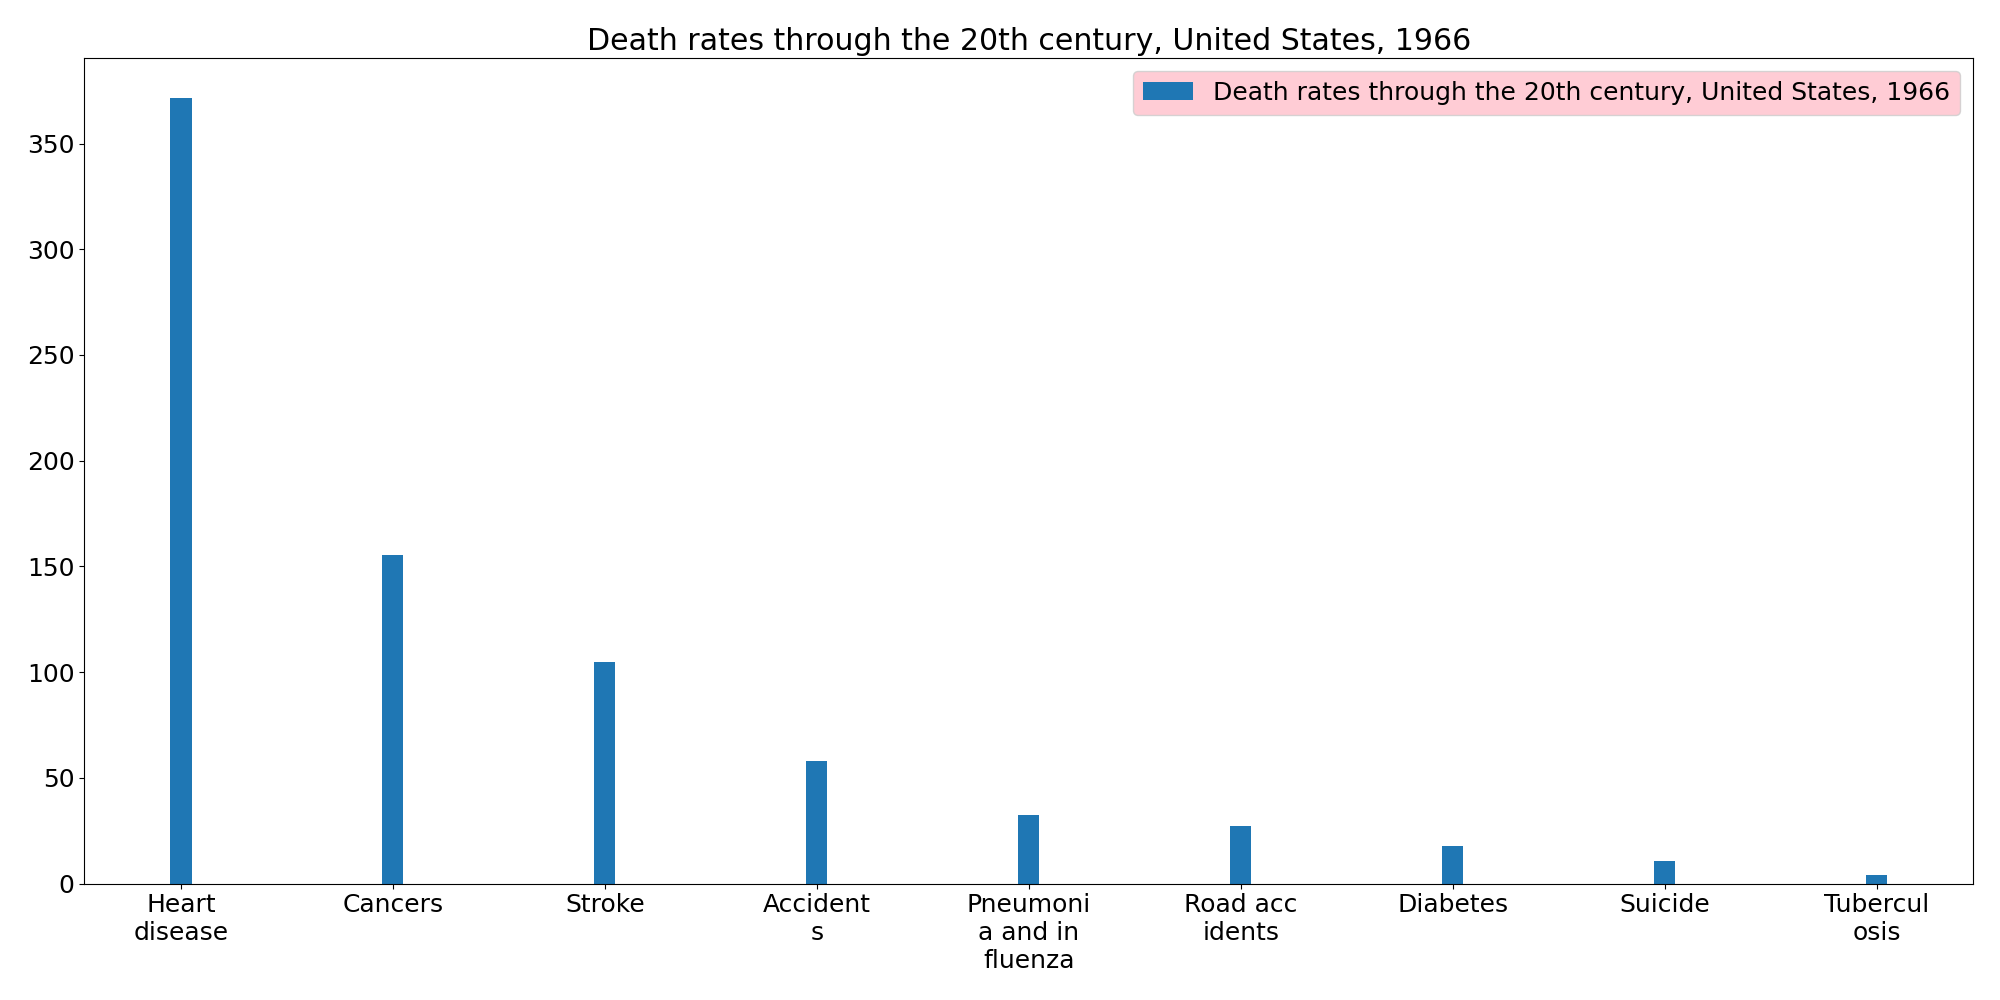 Death rates through the 20th century, United States, 1966
Death rates through the 20th century, United States, 1966
350
300
250
200
150
100
50
0
Heart
disease
Cancers
Stroke
Accident
s
Pneumoni
a and in
fluenza
Road acc
idents
Diabetes
Suicide
Tubercul
osis